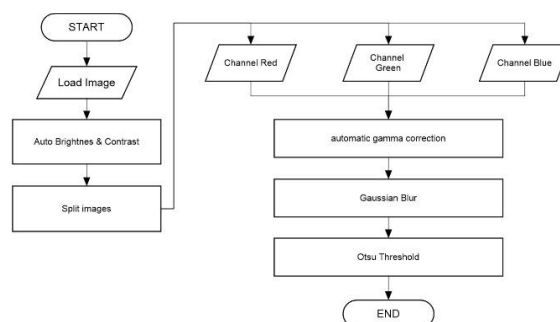 START
Load Image
Auto Brightnes & Contrast
Split images
Channel Red
Channel
Green
Channel Blue
automatic gamma correction
Gaussian Blur
Otsu Threshold
END